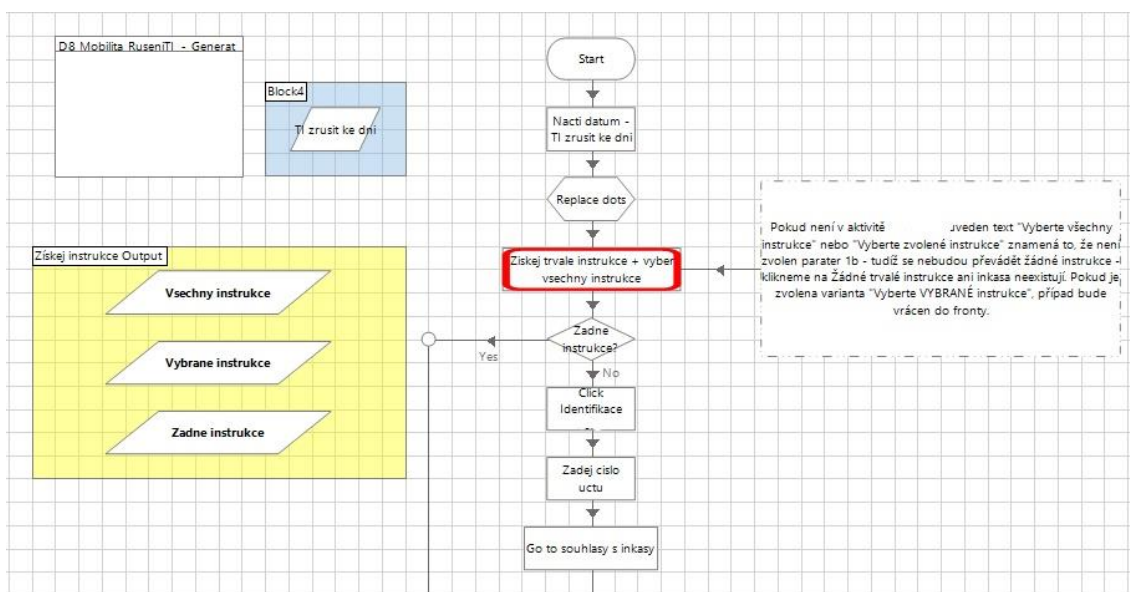 D8 Mobilita RuseniTI - Generat
Block4
TI zrusit ke dni
Start
Nacti datum -
TI zrusit ke dni
Replace dots
Získej trvale instrukce + vyber
vsechny instrukce
Pokud není v aktivitě uveden text "Vyberte všechny
instrukce" nebo "Vyberte zvolené instrukce" znamená to, že není
zvolen parater 1b - tudíž se nebudou převádět žádné instrukce -
klikneme na Žádné trvalé instrukce ani inkasa neexistují. Pokud je
zvolena varianta "Vyberte VYBRANÉ instrukce", případ bude
vrácen do fronty.
Získej instrukce Output
Vsechny instrukce
Vybrane instrukce
Zadne instrukce
Zadne
instrukce?
Yes
No
Click
Identifikace
Zadej cislo
uctu
Go to souhlasy s inkasy